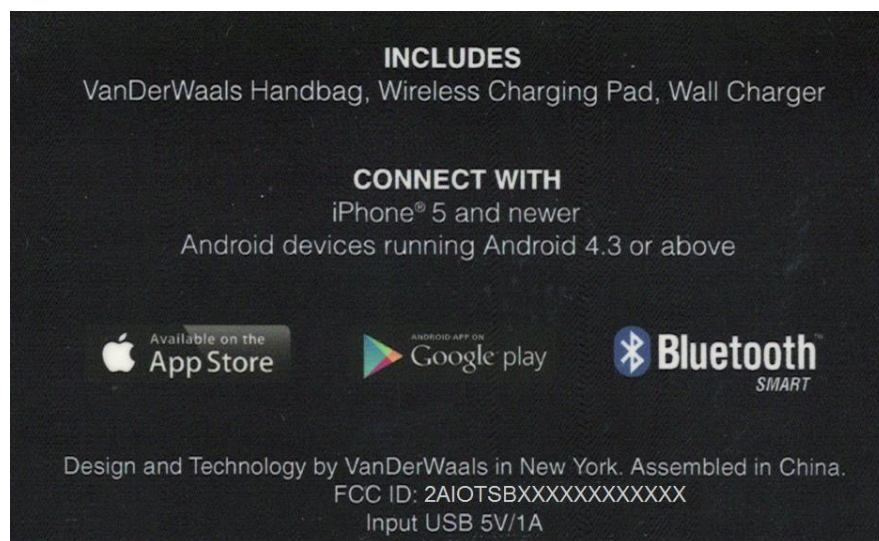 INCLUDES
VanDerWaals Handbag, Wireless Charging Pad, Wall Charger
CONNECT WITH
iPhone® 5 and newer
Android devices running Android 4.3 or above
Available on the
App Store
ANDROID APP ON
Google play
Bluetooth™
SMART
Design and Technology by VanDerWaals in New York. Assembled in China.
FCC ID: 2AIOTSBXXXXXXXXXXXX
Input USB 5V/1A